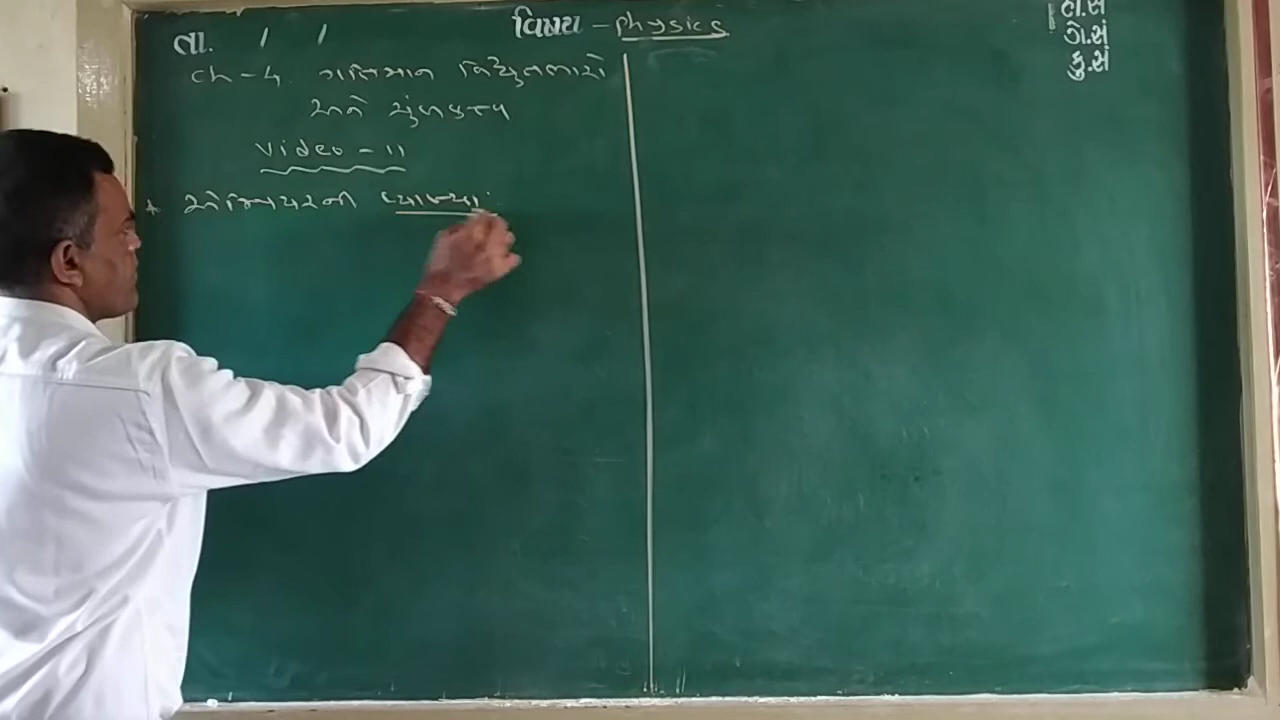 તા. / /
વિષય - Physics
હા.સં
ગે.સં
કુ.સં
Ch-4 ગતિમાન વિદ્યુતભારો
અને ચુંબકત્વ
Video - 11
* એમ્પિયરની વ્યાખ્યા: